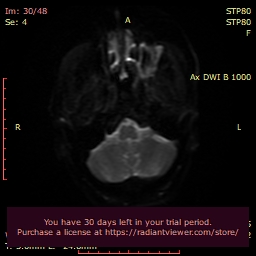 Im: 30/48
Se: 4
A
STP80
STP80
F
Ax DWI B 1000
R
L
You have 30 days left in your trial period.
Purchase a license at https://radiantviewer.com/store/